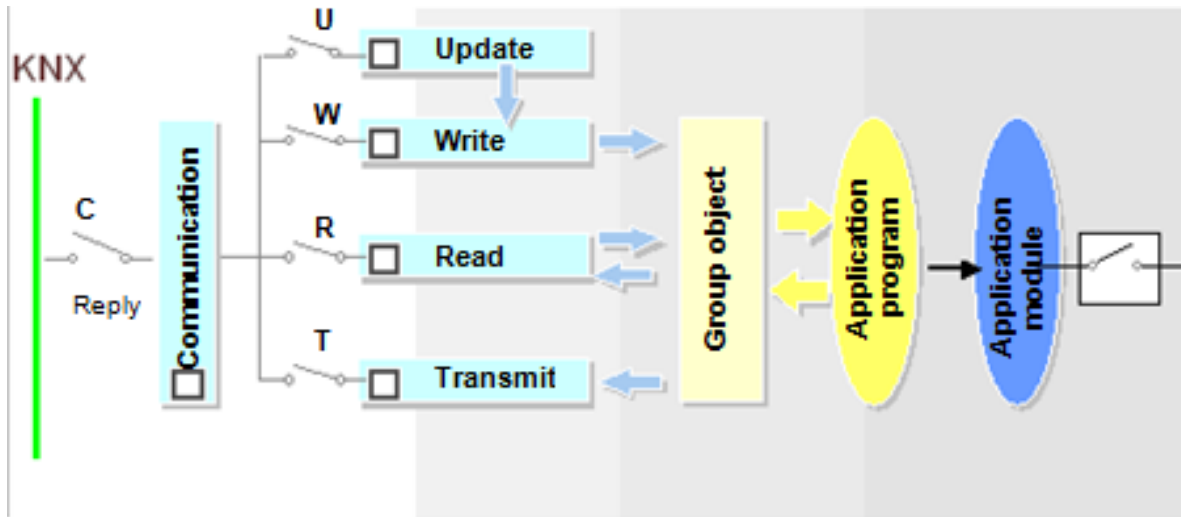 KNX
C
Reply
Communication
U
Update
W
Write
R
Read
T
Transmit
Group object
Application
program
Application
module